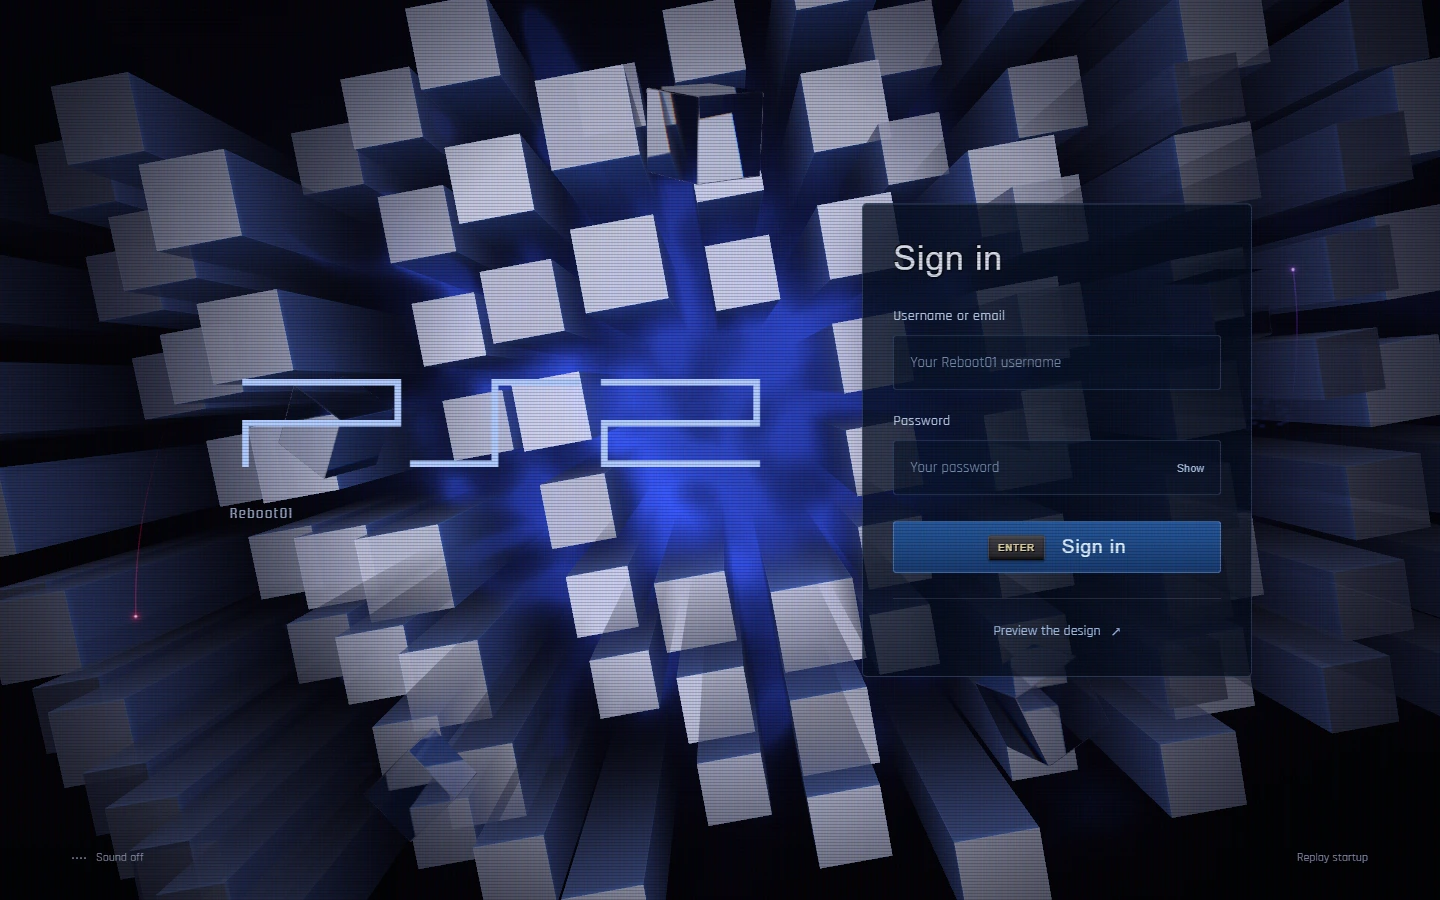 Sign in
Username or email
Your Reboot01 username
Password
Your password
Show
ENTER Sign in
Preview the design ↗
Reboot01
Sound off
Replay startup